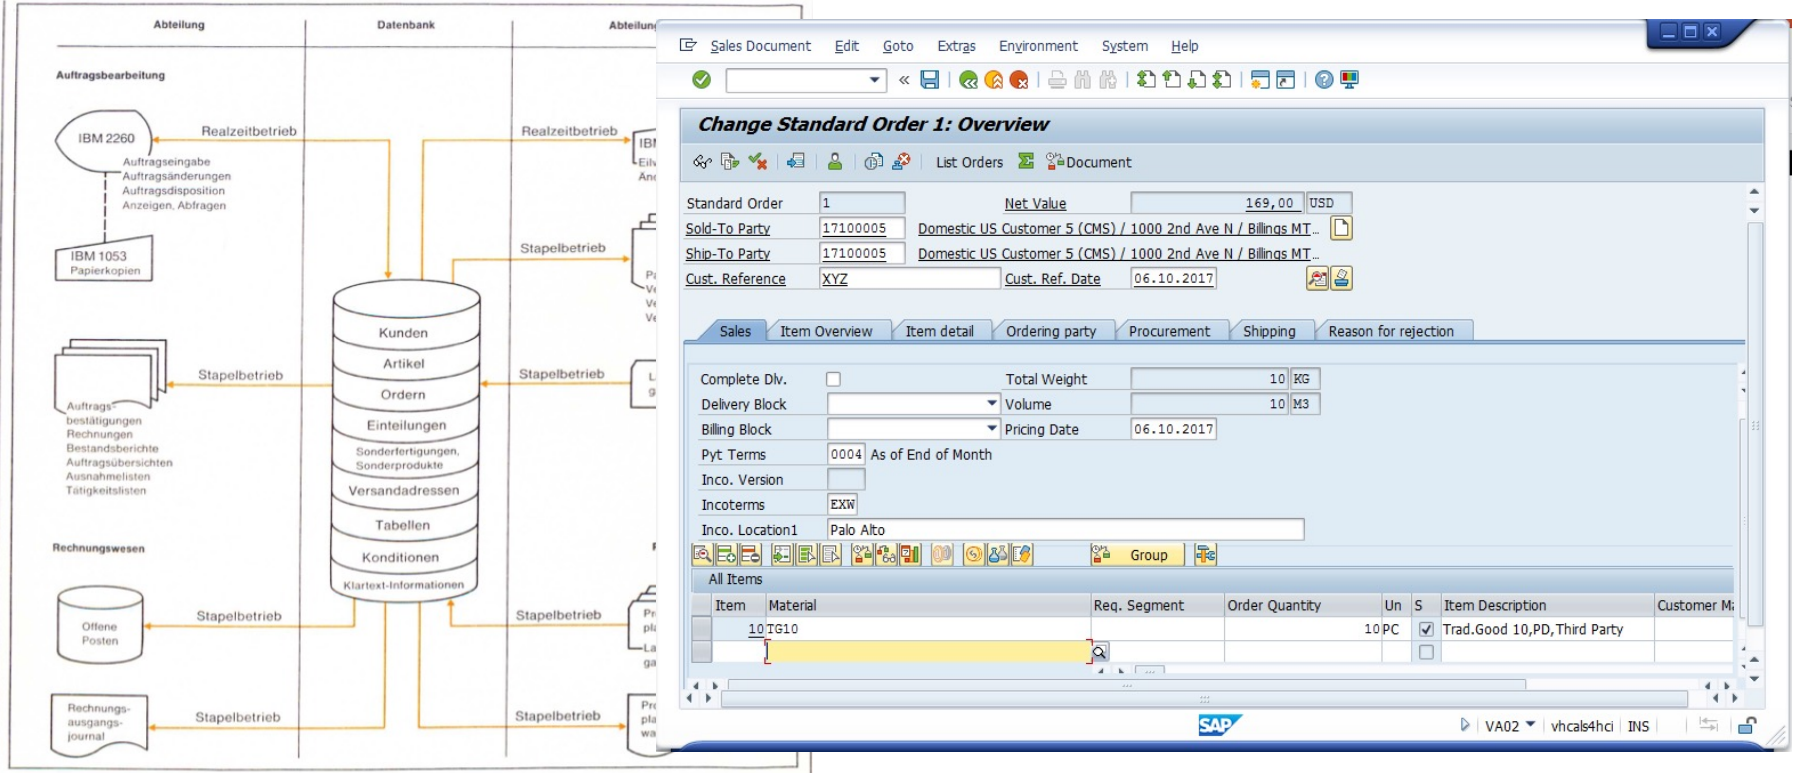 Abteilung
Datenbank
Auftragsbearbeitung
IBM 2260
Realzeitbetrieb
Realzeitbetrieb
Auftragseingabe
Auftragsänderungen
Auftragsdisposition
Anzeigen, Abfragen
Stapelbetrieb
IBM 1053
Papierkopien
Kunden
Artikel
Stapelbetrieb
Stapelbetrieb
Ordern
Auftrags-
bestätigungen
Rechnungen
Bestandsberichte
Auftragsübersichten
Ausnahmelisten
Tätigkeitslisten
Einteilungen
Sonderfertigungen,
Sonderprodukte
Versandadressen
Tabellen
Rechnungswesen
Konditionen
Klartext-Informationen
Offene
Posten
Stapelbetrieb
Stapelbetrieb
Rechnungs-
ausgangs-
journal
Stapelbetrieb
Stapelbetrieb
Sales Document Edit Goto Extras Environment System Help
Change Standard Order 1: Overview
List Orders Document
Standard Order 1 Net Value 169,00 USD
Sold-To Party 17100005 Domestic US Customer 5 (CMS) / 1000 2nd Ave N / Billings MT...
Ship-To Party 17100005 Domestic US Customer 5 (CMS) / 1000 2nd Ave N / Billings MT...
Cust. Reference XYZ Cust. Ref. Date 06.10.2017
Sales Item Overview Item detail Ordering party Procurement Shipping Reason for rejection
Complete Dlv. Total Weight 10 KG
Delivery Block Volume 10 M3
Billing Block Pricing Date 06.10.2017
Pyt Terms 0004 As of End of Month
Inco. Version
Incoterms EXW
Inco. Location1 Palo Alto
Group
All Items
Item Material Req. Segment Order Quantity Un S Item Description Customer
10 TG10 10 PC Trad.Good 10,PD,Third Party
SAP VA02 vhcals4hci INS